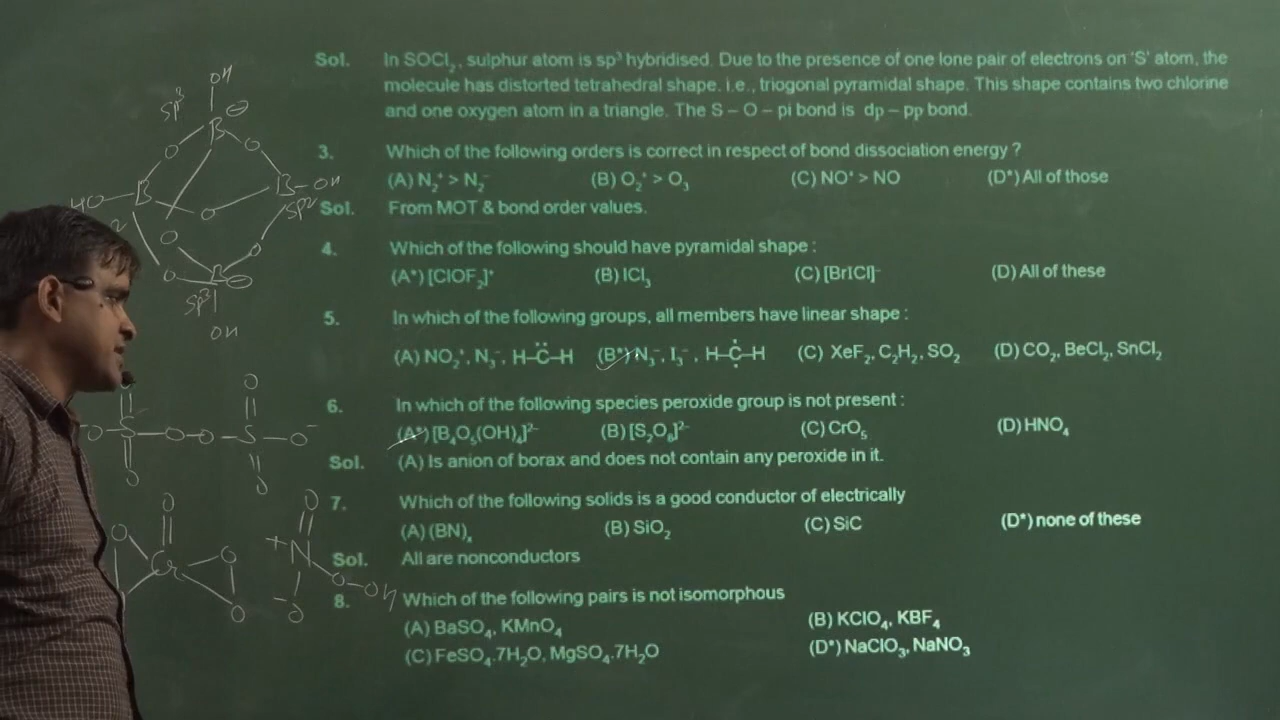 Sol. In SOCl₂, sulphur atom is sp³ hybridised. Due to the presence of one lone pair of electrons on 'S' atom, the
molecule has distorted tetrahedral shape. i.e., triogonal pyramidal shape. This shape contains two chlorine
and one oxygen atom in a triangle. The S – O – pi bond is dp – pp bond.
3. Which of the following orders is correct in respect of bond dissociation energy ?
(A) N₂⁺ > N₂⁻ (B) O₂⁺ > O₃ (C) NO⁺ > NO (D*) All of those
Sol. From MOT & bond order values.
4. Which of the following should have pyramidal shape :
(A*) [ClOF₂]⁺ (B) ICl₃ (C) [BrICl]⁻ (D) All of these
5. In which of the following groups, all members have linear shape :
(A) NO₂⁺, N₃⁻, H–C̈–H (B*) N₃⁻, I₃⁻, H–Ċ–H (C) XeF₂, C₂H₂, SO₂ (D) CO₂, BeCl₂, SnCl₂
6. In which of the following species peroxide group is not present :
(A*) [B₄O₅(OH)₄]²⁻ (B) [S₂O₈]²⁻ (C) CrO₅ (D) HNO₄
Sol. (A) Is anion of borax and does not contain any peroxide in it.
7. Which of the following solids is a good conductor of electrically
(A) (BN)ₓ (B) SiO₂ (C) SiC (D*) none of these
Sol. All are nonconductors
8. Which of the following pairs is not isomorphous
(A) BaSO₄, KMnO₄ (B) KClO₄, KBF₄
(C) FeSO₄.7H₂O, MgSO₄.7H₂O (D*) NaClO₃, NaNO₃
OH
sp³ B ⊖
O O
HO– B B –OH
O sp²
O O
O B ⊖
sp³
OH
O O
S –O–O– S –O⁻
O O
O O
O Cr O +N
O O–OH
O ⁻O